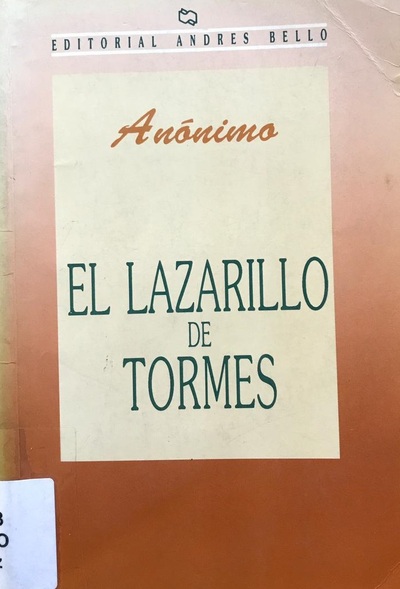 EDITORIAL ANDRES BELLO
Anónimo
EL LAZARILLO
DE
TORMES